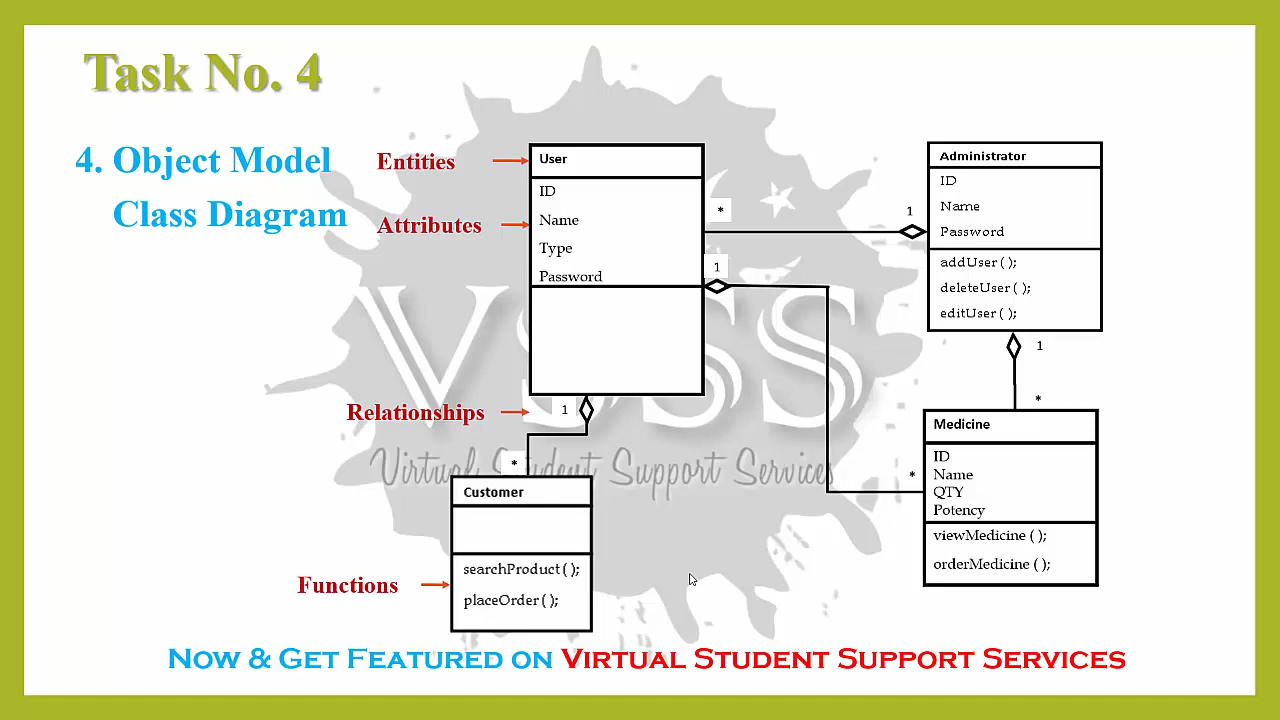 Task No. 4
4. Object Model
Class Diagram
Entities
Attributes
Relationships
Functions
User
ID
Name
Type
Password
*
1
1
1
*
Administrator
ID
Name
Password
addUser ( );
deleteUser ( );
editUser ( );
1
*
*
Medicine
ID
Name
QTY
Potency
viewMedicine ( );
orderMedicine ( );
Customer
searchProduct ( );
placeOrder ( );
VSSS
Virtual Student Support Services
Now & Get Featured on Virtual Student Support Services